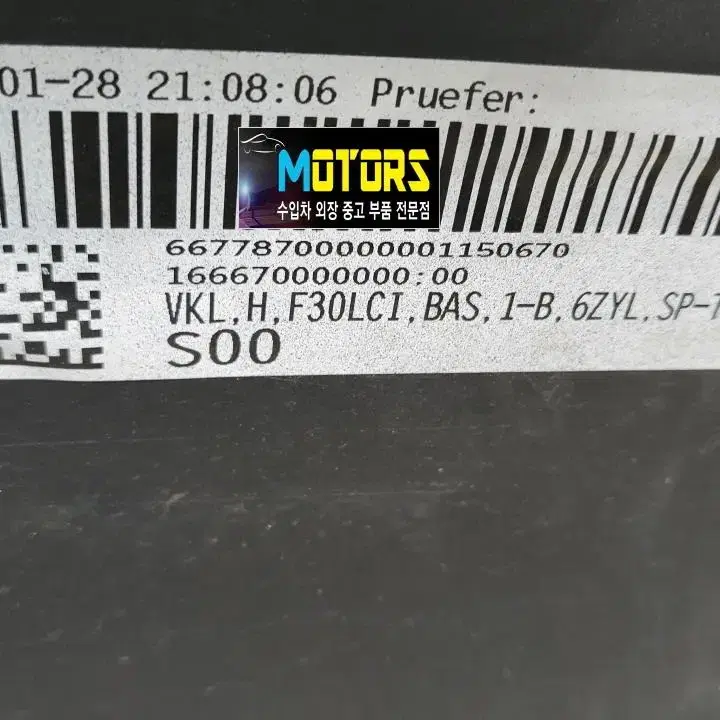 01-28 21:08:06 Pruefer:
MOTORS
수입차 외장 중고 부품 전문점
66778700000001150670
166670000000:00
VKL,H,F30LCI,BAS,1-B,6ZYL,SP-
S00